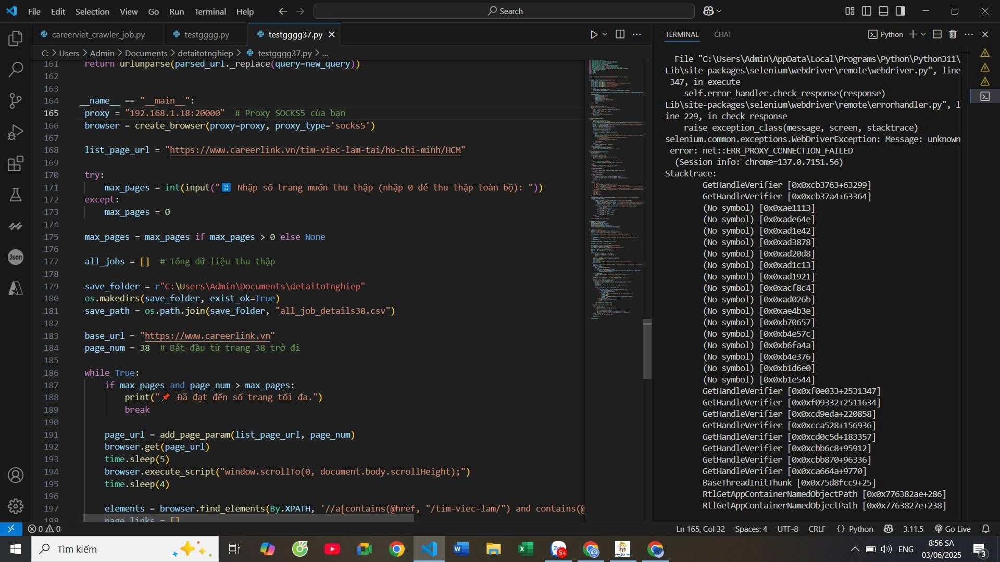 File Edit Selection View Go Run Terminal Help
Search
careerviet_crawler_job.py
testgggg.py
testgggg37.py
TERMINAL
CHAT
Python
C: > Users > Admin > Documents > detaitotnghiep > testgggg37.py > ...
161 return urlunparse(parsed_url._replace(query=new_query))
162
163
164 __name__ == "__main__":
165 proxy = "192.168.1.18:20000"  # Proxy SOCKS5 của bạn
166 browser = create_browser(proxy=proxy, proxy_type='socks5')
167
168 list_page_url = "https://www.careerlink.vn/tim-viec-lam-tai/ho-chi-minh/HCM"
169
170 try:
171     max_pages = int(input("🔢 Nhập số trang muốn thu thập (nhập 0 để thu thập toàn bộ): "))
172 except:
173     max_pages = 0
174
175 max_pages = max_pages if max_pages > 0 else None
176
177 all_jobs = []  # Tổng dữ liệu thu thập
178
179 save_folder = r"C:\Users\Admin\Documents\detaitotnghiep"
180 os.makedirs(save_folder, exist_ok=True)
181 save_path = os.path.join(save_folder, "all_job_details38.csv")
182
183 base_url = "https://www.careerlink.vn"
184 page_num = 38  # Bắt đầu từ trang 38 trở đi
185
186 while True:
187     if max_pages and page_num > max_pages:
188         print("📌 Đã đạt đến số trang tối đa.")
189         break
190
191     page_url = add_page_param(list_page_url, page_num)
192     browser.get(page_url)
193     time.sleep(5)
194     browser.execute_script("window.scrollTo(0, document.body.scrollHeight);")
195     time.sleep(4)
196
197     elements = browser.find_elements(By.XPATH, '//a[contains(@href, "/tim-viec-lam/") and contains(@
198     page_links = []
File "C:\Users\Admin\AppData\Local\Programs\Python\Python311\
Lib\site-packages\selenium\webdriver\remote\webdriver.py", line
347, in execute
self.error_handler.check_response(response)
Lib\site-packages\selenium\webdriver\remote\errorhandler.py", l
ine 229, in check_response
raise exception_class(message, screen, stacktrace)
selenium.common.exceptions.WebDriverException: Message: unknown
error: net::ERR_PROXY_CONNECTION_FAILED
(Session info: chrome=137.0.7151.56)
Stacktrace:
GetHandleVerifier [0x0xcb3763+63299]
GetHandleVerifier [0x0xcb37a4+63364]
(No symbol) [0x0xae1113]
(No symbol) [0x0xade64e]
(No symbol) [0x0xad1e42]
(No symbol) [0x0xad3878]
(No symbol) [0x0xad20d8]
(No symbol) [0x0xad1c13]
(No symbol) [0x0xad1921]
(No symbol) [0x0xacf8c4]
(No symbol) [0x0xad026b]
(No symbol) [0x0xae4b3e]
(No symbol) [0x0xb70657]
(No symbol) [0x0xb4e57c]
(No symbol) [0x0xb6fa4a]
(No symbol) [0x0xb4e376]
(No symbol) [0x0xb1d6e0]
(No symbol) [0x0xb1e544]
GetHandleVerifier [0x0xf0e033+2531347]
GetHandleVerifier [0x0xf09332+2511634]
GetHandleVerifier [0x0xcd9eda+220858]
GetHandleVerifier [0x0xcca528+156936]
GetHandleVerifier [0x0xcd0c5d+183357]
GetHandleVerifier [0x0xcbb6c8+95912]
GetHandleVerifier [0x0xcbb870+96336]
GetHandleVerifier [0x0xca664a+9770]
BaseThreadInitThunk [0x0x75d8fcc9+25]
RtlGetAppContainerNamedObjectPath [0x0x776382ae+286]
RtlGetAppContainerNamedObjectPath [0x0x7763827e+238]
Json
0 0
Ln 165, Col 32 Spaces: 4 UTF-8 CRLF {} Python 3.11.5 Go Live
Tìm kiếm
5+
PROXY VN
ENG
8:56 SA
03/06/2025
3